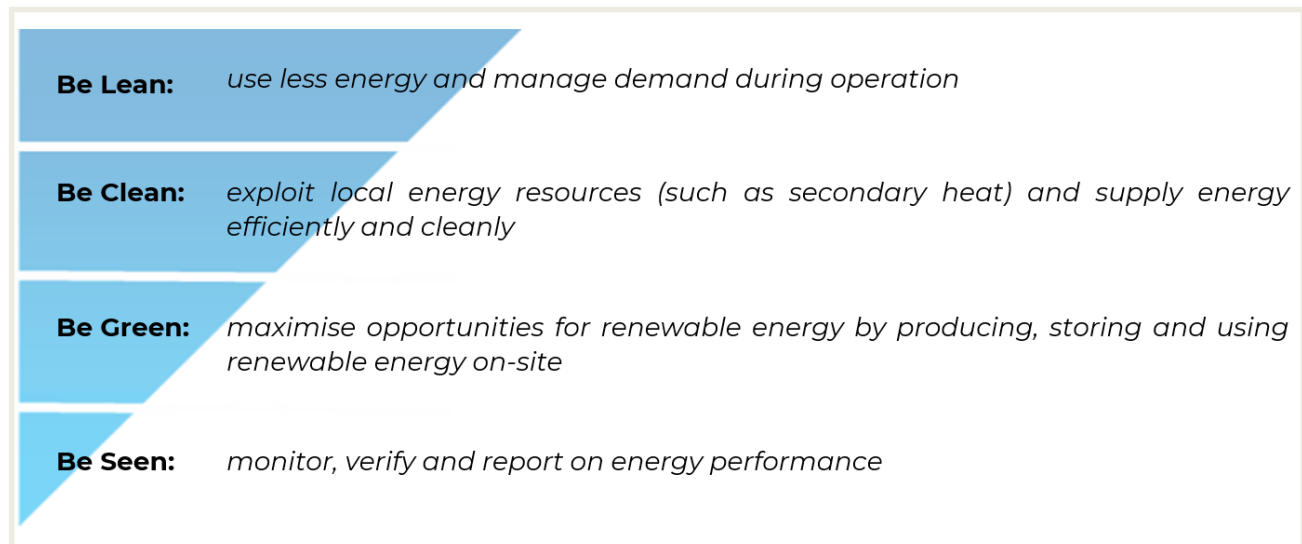 Be Lean: use less energy and manage demand during operation
Be Clean: exploit local energy resources (such as secondary heat) and supply energy
efficiently and cleanly
Be Green: maximise opportunities for renewable energy by producing, storing and using
renewable energy on-site
Be Seen: monitor, verify and report on energy performance